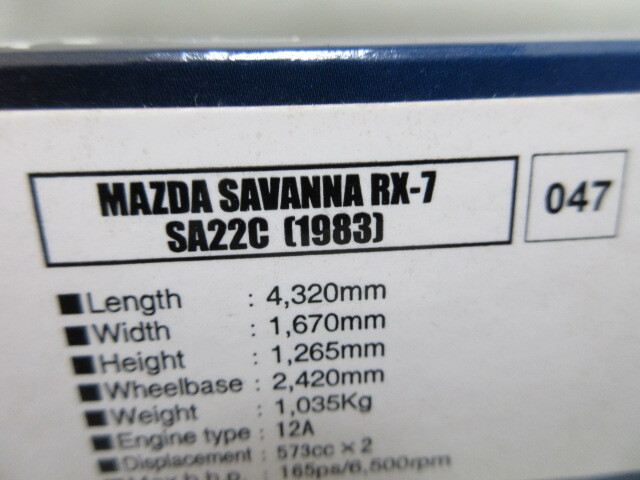 MAZDA SAVANNA RX-7
SA22C (1983)
047
■Length : 4,320mm
■Width : 1,670mm
■Height : 1,265mm
■Wheelbase : 2,420mm
■Weight : 1,035Kg
■Engine type : 12A
■Displacement : 573cc × 2
■Max.b.h.p. : 165ps/6,500rpm